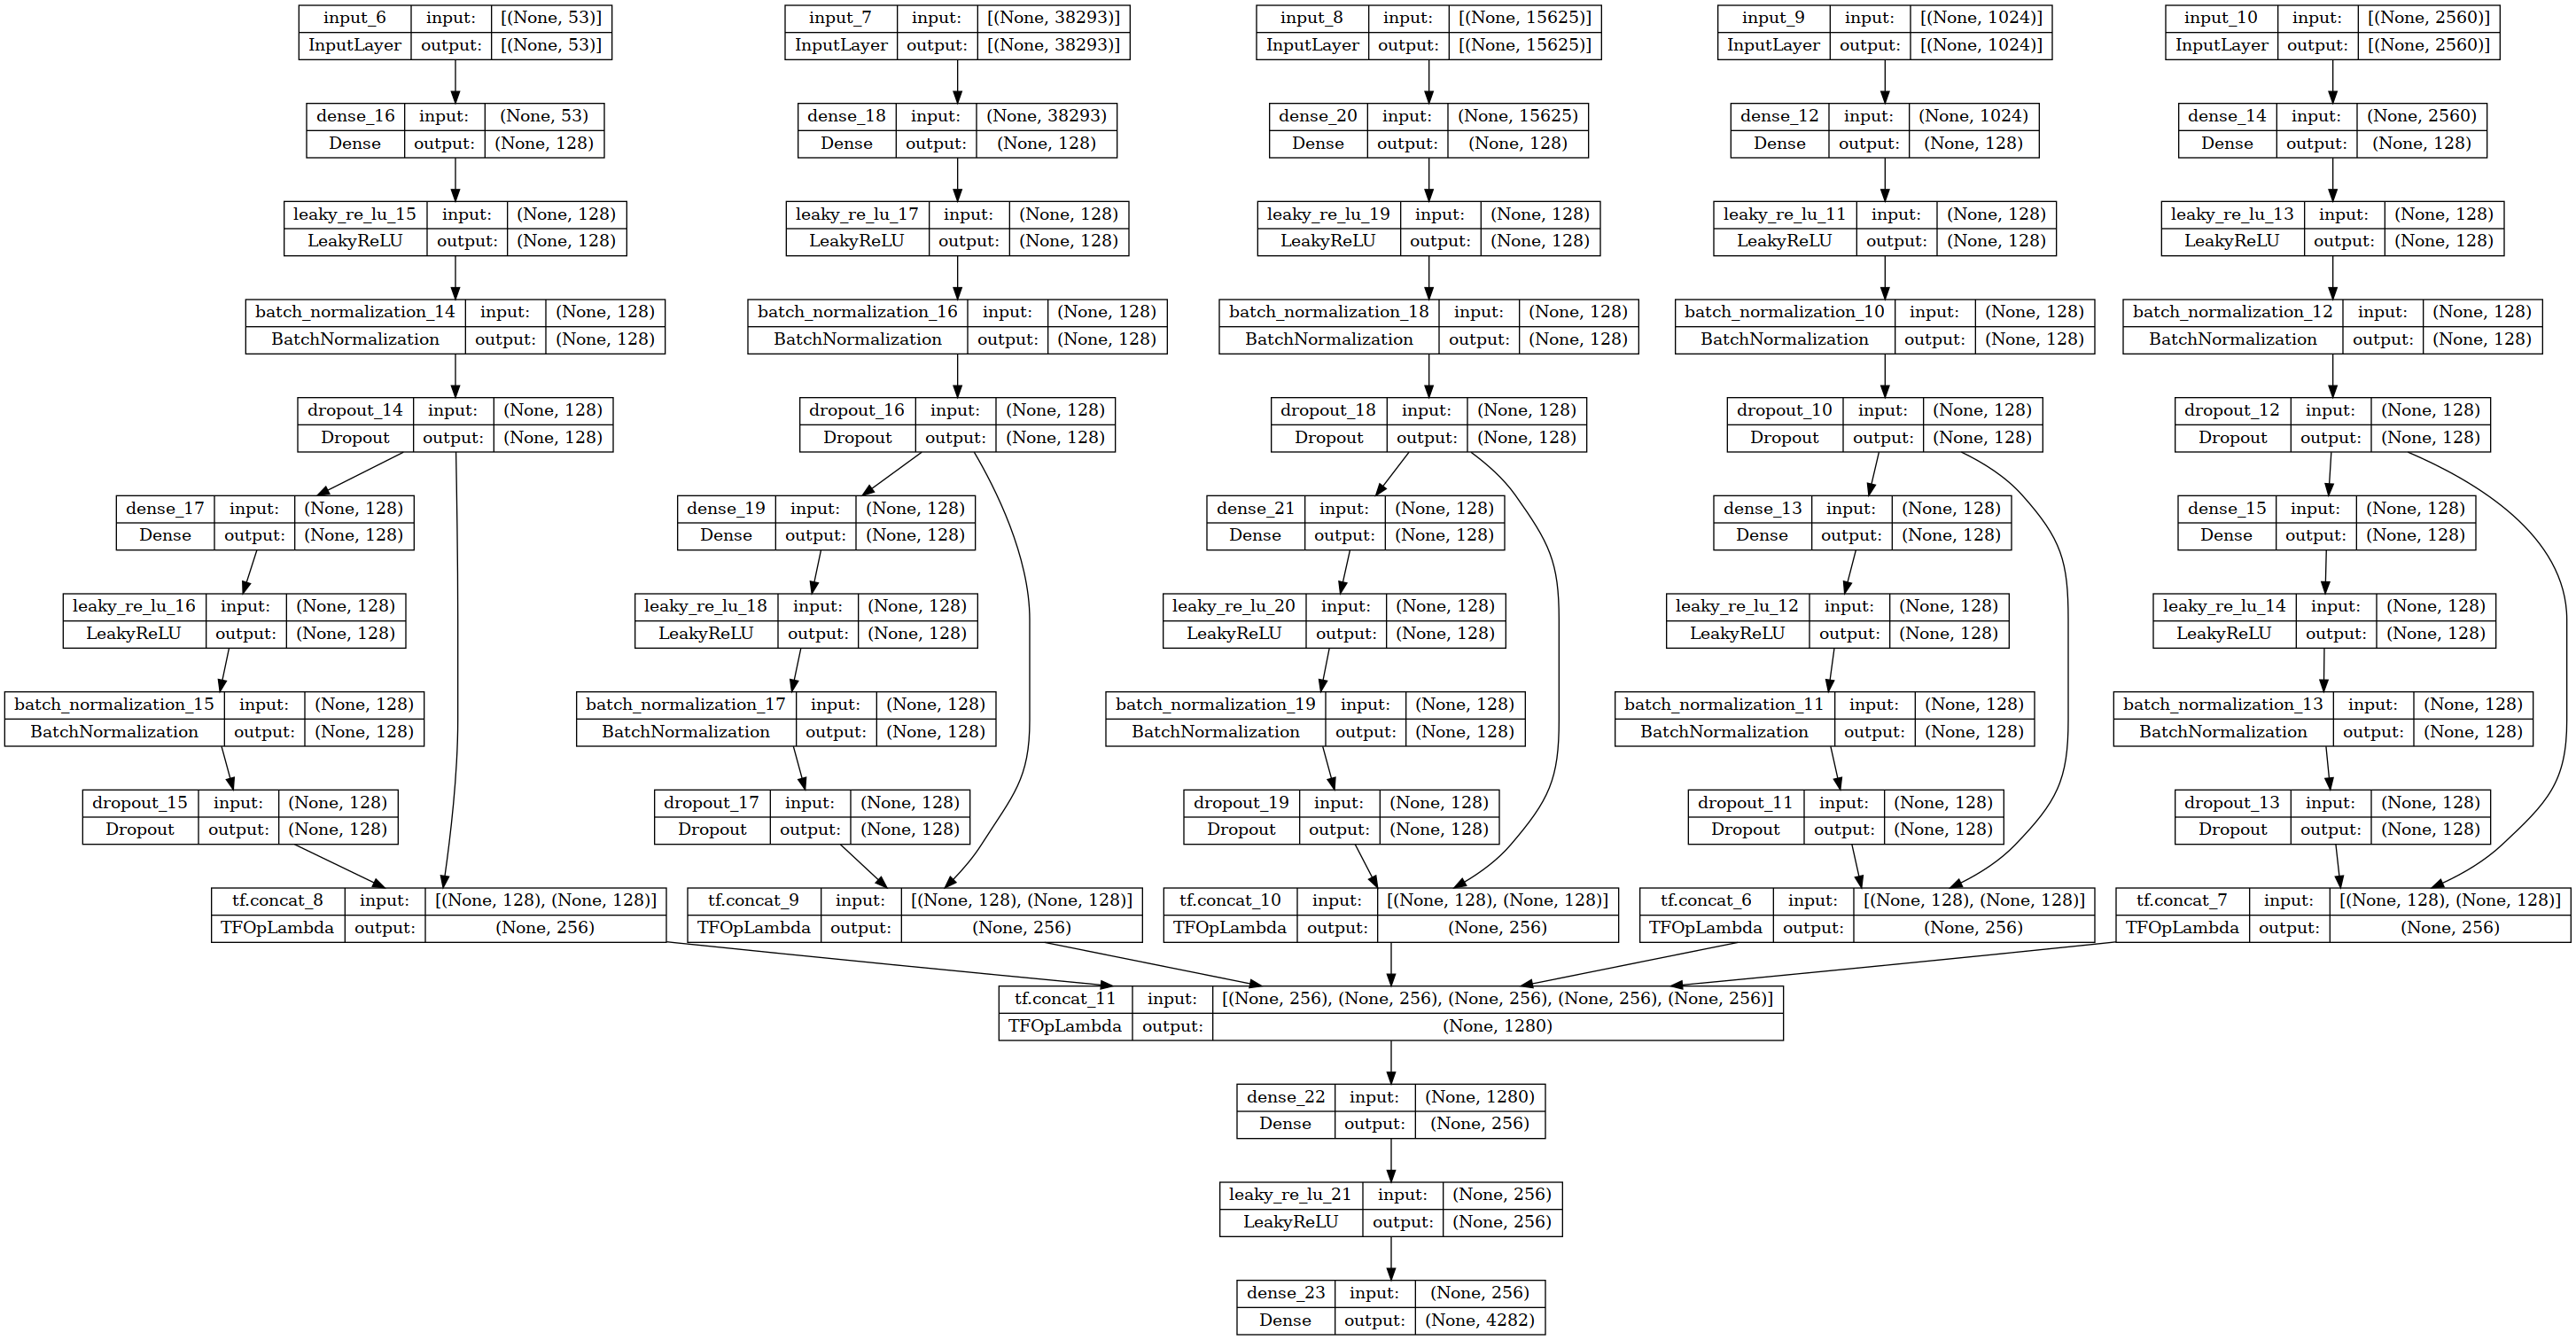 input_6 input: [(None, 53)]
InputLayer output: [(None, 53)]
input_7 input: [(None, 38293)]
InputLayer output: [(None, 38293)]
input_8 input: [(None, 15625)]
InputLayer output: [(None, 15625)]
input_9 input: [(None, 1024)]
InputLayer output: [(None, 1024)]
input_10 input: [(None, 2560)]
InputLayer output: [(None, 2560)]
dense_16 input: (None, 53)
Dense output: (None, 128)
dense_18 input: (None, 38293)
Dense output: (None, 128)
dense_20 input: (None, 15625)
Dense output: (None, 128)
dense_12 input: (None, 1024)
Dense output: (None, 128)
dense_14 input: (None, 2560)
Dense output: (None, 128)
leaky_re_lu_15 input: (None, 128)
LeakyReLU output: (None, 128)
leaky_re_lu_17 input: (None, 128)
LeakyReLU output: (None, 128)
leaky_re_lu_19 input: (None, 128)
LeakyReLU output: (None, 128)
leaky_re_lu_11 input: (None, 128)
LeakyReLU output: (None, 128)
leaky_re_lu_13 input: (None, 128)
LeakyReLU output: (None, 128)
batch_normalization_14 input: (None, 128)
BatchNormalization output: (None, 128)
batch_normalization_16 input: (None, 128)
BatchNormalization output: (None, 128)
batch_normalization_18 input: (None, 128)
BatchNormalization output: (None, 128)
batch_normalization_10 input: (None, 128)
BatchNormalization output: (None, 128)
batch_normalization_12 input: (None, 128)
BatchNormalization output: (None, 128)
dropout_14 input: (None, 128)
Dropout output: (None, 128)
dropout_16 input: (None, 128)
Dropout output: (None, 128)
dropout_18 input: (None, 128)
Dropout output: (None, 128)
dropout_10 input: (None, 128)
Dropout output: (None, 128)
dropout_12 input: (None, 128)
Dropout output: (None, 128)
dense_17 input: (None, 128)
Dense output: (None, 128)
dense_19 input: (None, 128)
Dense output: (None, 128)
dense_21 input: (None, 128)
Dense output: (None, 128)
dense_13 input: (None, 128)
Dense output: (None, 128)
dense_15 input: (None, 128)
Dense output: (None, 128)
leaky_re_lu_16 input: (None, 128)
LeakyReLU output: (None, 128)
leaky_re_lu_18 input: (None, 128)
LeakyReLU output: (None, 128)
leaky_re_lu_20 input: (None, 128)
LeakyReLU output: (None, 128)
leaky_re_lu_12 input: (None, 128)
LeakyReLU output: (None, 128)
leaky_re_lu_14 input: (None, 128)
LeakyReLU output: (None, 128)
batch_normalization_15 input: (None, 128)
BatchNormalization output: (None, 128)
batch_normalization_17 input: (None, 128)
BatchNormalization output: (None, 128)
batch_normalization_19 input: (None, 128)
BatchNormalization output: (None, 128)
batch_normalization_11 input: (None, 128)
BatchNormalization output: (None, 128)
batch_normalization_13 input: (None, 128)
BatchNormalization output: (None, 128)
dropout_15 input: (None, 128)
Dropout output: (None, 128)
dropout_17 input: (None, 128)
Dropout output: (None, 128)
dropout_19 input: (None, 128)
Dropout output: (None, 128)
dropout_11 input: (None, 128)
Dropout output: (None, 128)
dropout_13 input: (None, 128)
Dropout output: (None, 128)
tf.concat_8 input: [(None, 128), (None, 128)]
TFOpLambda output: (None, 256)
tf.concat_9 input: [(None, 128), (None, 128)]
TFOpLambda output: (None, 256)
tf.concat_10 input: [(None, 128), (None, 128)]
TFOpLambda output: (None, 256)
tf.concat_6 input: [(None, 128), (None, 128)]
TFOpLambda output: (None, 256)
tf.concat_7 input: [(None, 128), (None, 128)]
TFOpLambda output: (None, 256)
tf.concat_11 input: [(None, 256), (None, 256), (None, 256), (None, 256), (None, 256)]
TFOpLambda output: (None, 1280)
dense_22 input: (None, 1280)
Dense output: (None, 256)
leaky_re_lu_21 input: (None, 256)
LeakyReLU output: (None, 256)
dense_23 input: (None, 256)
Dense output: (None, 4282)